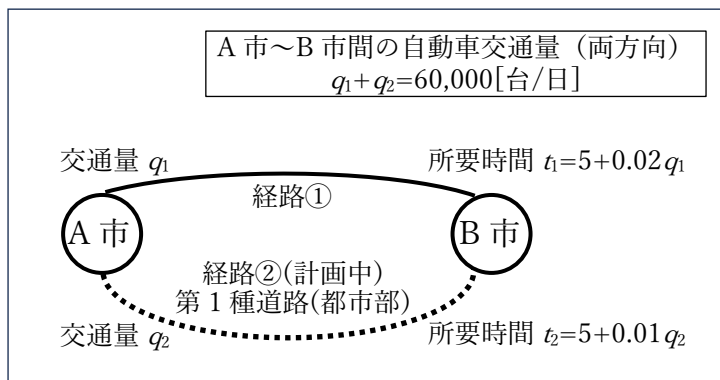 A 市～B 市間の自動車交通量（両方向）
q₁+q₂=60,000[台/日]
交通量 q₁
所要時間 t₁=5+0.02q₁
経路①
A 市
B 市
経路②(計画中)
第 1 種道路(都市部)
交通量 q₂
所要時間 t₂=5+0.01q₂